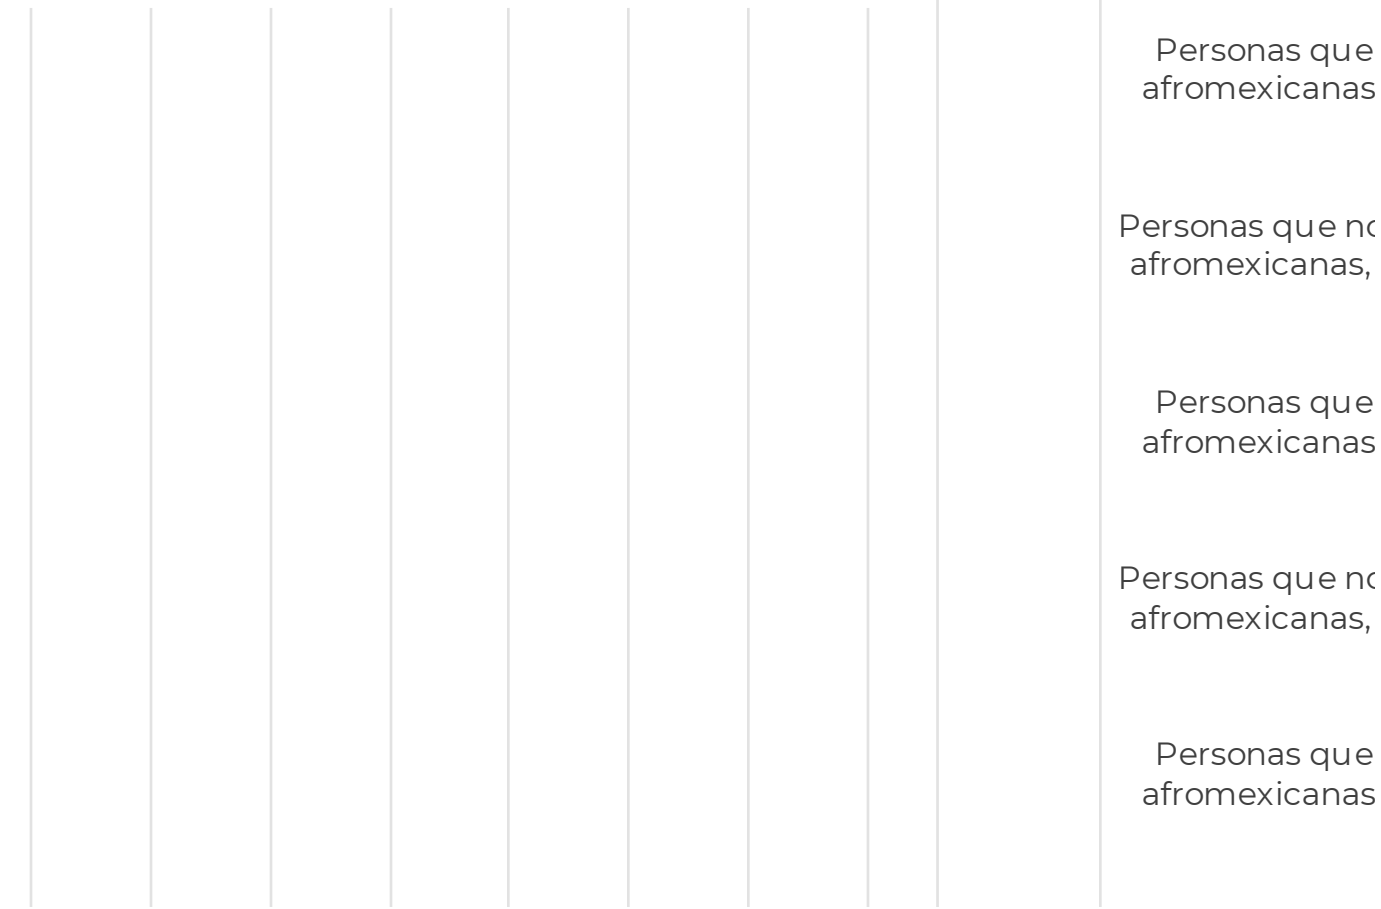 Personas que
afromexicanas
Personas que no
afromexicanas,
Personas que
afromexicanas
Personas que no
afromexicanas,
Personas que
afromexicanas